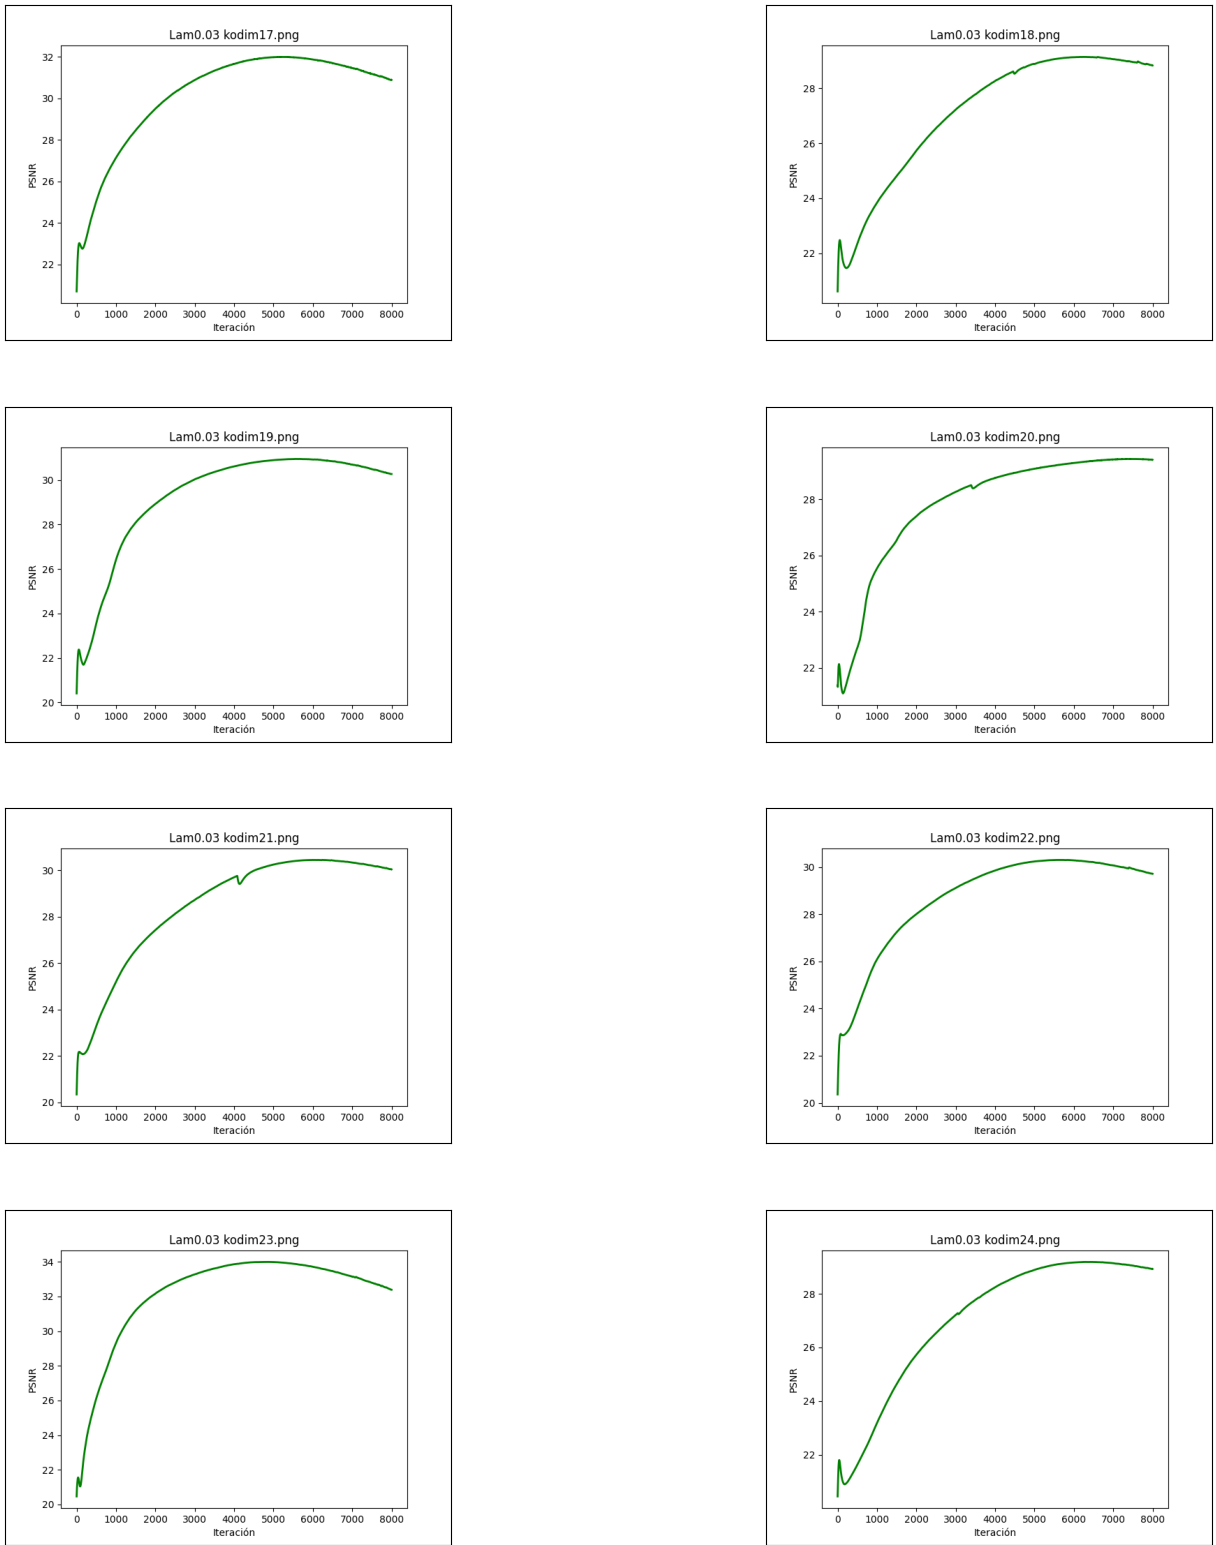 Lam0.03 kodim17.png
32
30
28
26
24
22
PSNR
0 1000 2000 3000 4000 5000 6000 7000 8000
Iteración
Lam0.03 kodim18.png
28
26
24
22
PSNR
0 1000 2000 3000 4000 5000 6000 7000 8000
Iteración
Lam0.03 kodim19.png
30
28
26
24
22
20
PSNR
0 1000 2000 3000 4000 5000 6000 7000 8000
Iteración
Lam0.03 kodim20.png
28
26
24
22
PSNR
0 1000 2000 3000 4000 5000 6000 7000 8000
Iteración
Lam0.03 kodim21.png
30
28
26
24
22
20
PSNR
0 1000 2000 3000 4000 5000 6000 7000 8000
Iteración
Lam0.03 kodim22.png
30
28
26
24
22
20
PSNR
0 1000 2000 3000 4000 5000 6000 7000 8000
Iteración
Lam0.03 kodim23.png
34
32
30
28
26
24
22
20
PSNR
0 1000 2000 3000 4000 5000 6000 7000 8000
Iteración
Lam0.03 kodim24.png
28
26
24
22
PSNR
0 1000 2000 3000 4000 5000 6000 7000 8000
Iteración